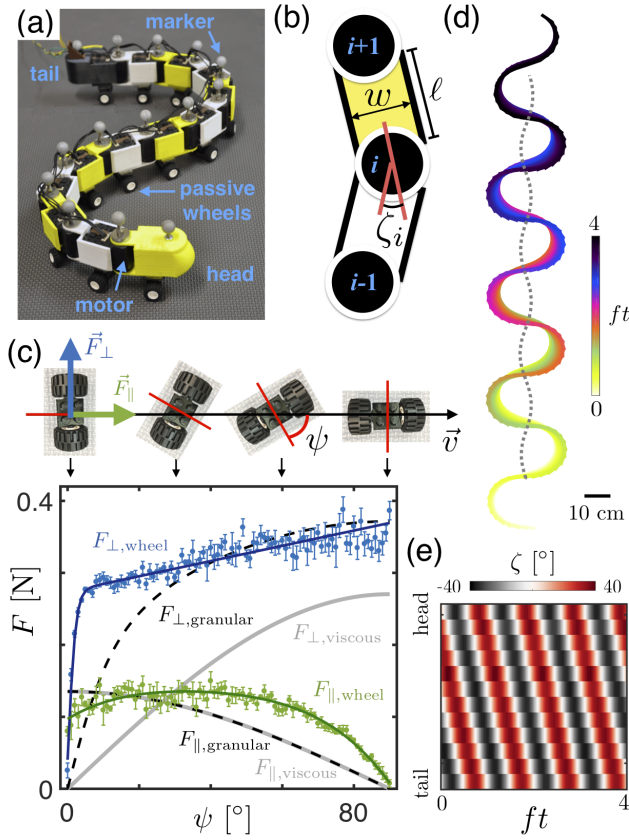 (a)
marker
tail
passive
wheels
head
motor
(b)
i+1
w
ℓ
i
ζi
i-1
(c)
F⃗⊥
F⃗∥
ψ
v⃗
0.4
F [N]
0
F⊥,wheel
F⊥,granular
F⊥,viscous
F∥,wheel
F∥,granular
F∥,viscous
0
40
80
ψ [°]
(d)
4
ft
0
10 cm
(e)
ζ [°]
-40
40
head
tail
0
4
ft